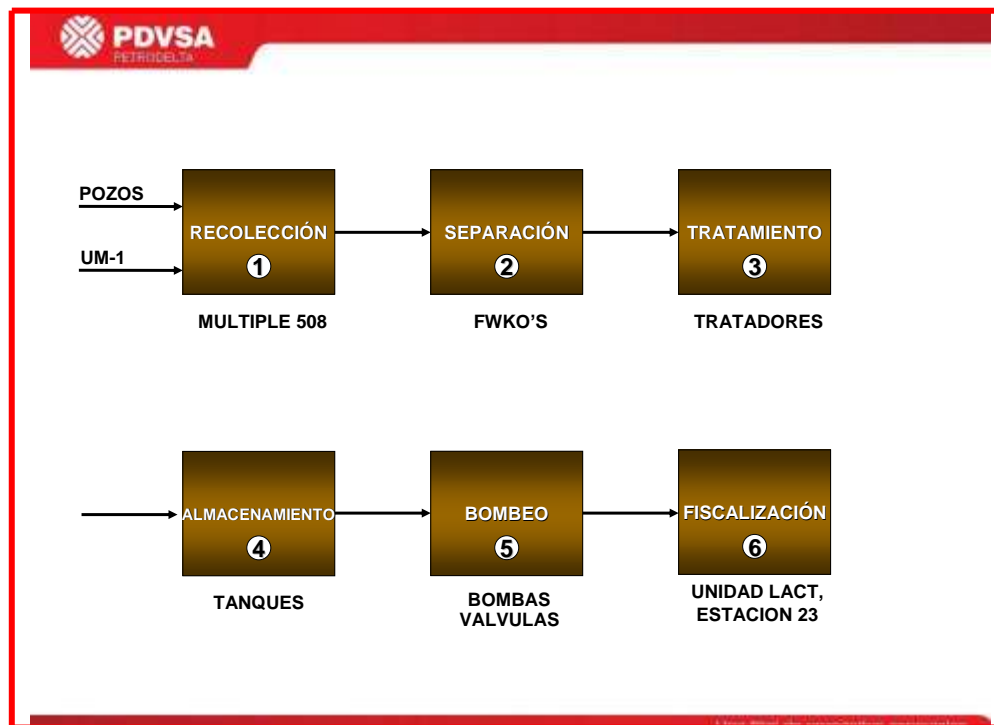 PDVSA
PETRODELTA
POZOS
UM-1
RECOLECCIÓN
1
MULTIPLE 508
SEPARACIÓN
2
FWKO'S
TRATAMIENTO
3
TRATADORES
ALMACENAMIENTO
4
TANQUES
BOMBEO
5
BOMBAS
VALVULAS
FISCALIZACIÓN
6
UNIDAD LACT,
ESTACION 23